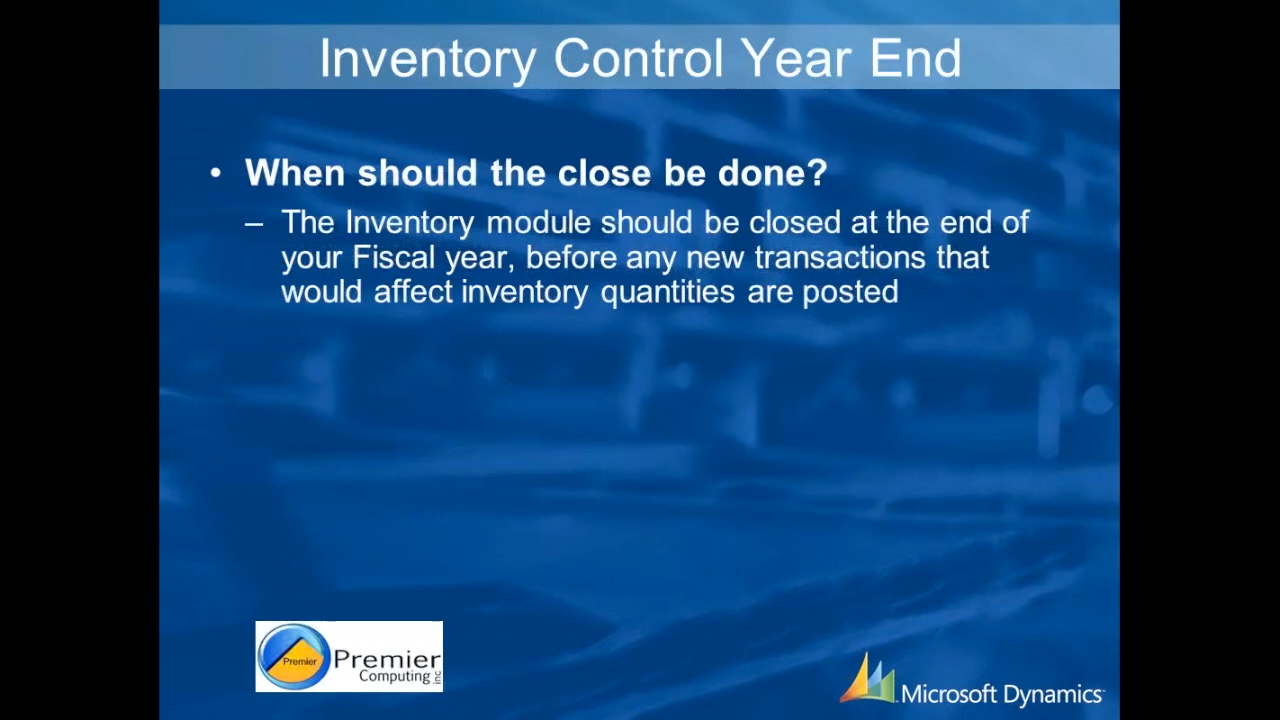 Inventory Control Year End
• When should the close be done?
– The Inventory module should be closed at the end of
your Fiscal year, before any new transactions that
would affect inventory quantities are posted
Premier
Premier
Computing inc
Microsoft Dynamics